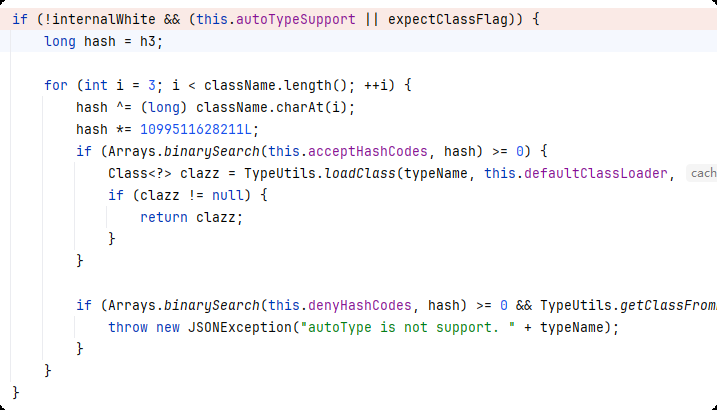 if (!internalWhite && (this.autoTypeSupport || expectClassFlag)) {
    long hash = h3;

    for (int i = 3; i < className.length(); ++i) {
        hash ^= (long) className.charAt(i);
        hash *= 1099511628211L;
        if (Arrays.binarySearch(this.acceptHashCodes, hash) >= 0) {
            Class<?> clazz = TypeUtils.loadClass(typeName, this.defaultClassLoader, cach
            if (clazz != null) {
                return clazz;
            }
        }

        if (Arrays.binarySearch(this.denyHashCodes, hash) >= 0 && TypeUtils.getClassFrom
            throw new JSONException("autoType is not support. " + typeName);
        }
    }
}